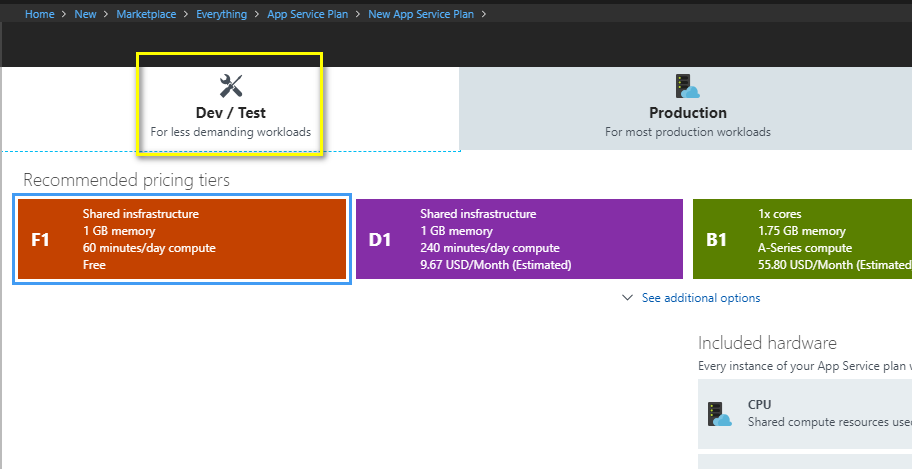 Home > New > Marketplace > Everything > App Service Plan > New App Service Plan >
Dev / Test
For less demanding workloads
Production
For most production workloads
Recommended pricing tiers
F1
Shared insfrastructure
1 GB memory
60 minutes/day compute
Free
D1
Shared insfrastructure
1 GB memory
240 minutes/day compute
9.67 USD/Month (Estimated)
B1
1x cores
1.75 GB memory
A-Series compute
55.80 USD/Month (Estimated
See additional options
Included hardware
Every instance of your App Service plan
CPU
Shared compute resources used